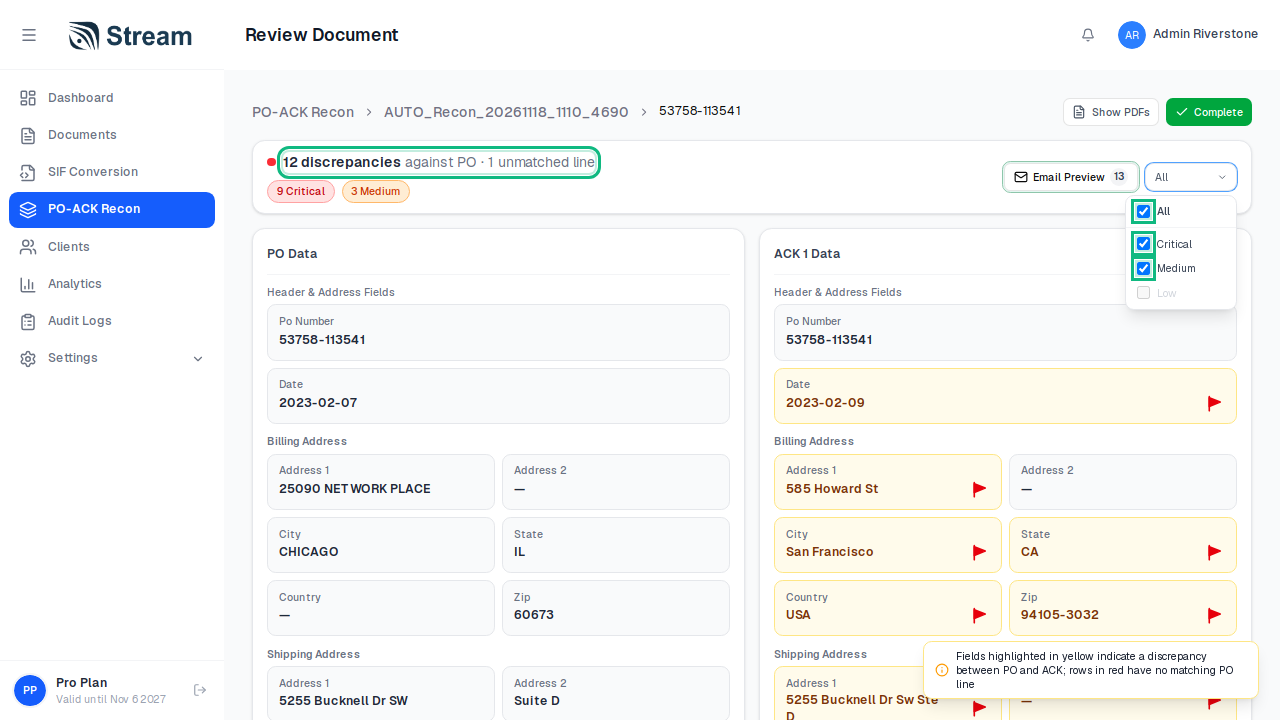 Stream
Review Document
AR
Admin Riverstone
Dashboard
Documents
SIF Conversion
PO-ACK Recon
Clients
Analytics
Audit Logs
Settings
PP
Pro Plan
Valid until Nov 6 2027
PO-ACK Recon > AUTO_Recon_20261118_1110_4690 > 53758-113541
Show PDFs
Complete
12 discrepancies against PO · 1 unmatched line
9 Critical
3 Medium
Email Preview 13
All
All
Critical
Medium
Low
PO Data
Header & Address Fields
Po Number
53758-113541
Date
2023-02-07
Billing Address
Address 1
25090 NETWORK PLACE
Address 2
—
City
CHICAGO
State
IL
Country
—
Zip
60673
Shipping Address
Address 1
5255 Bucknell Dr SW
Address 2
Suite D
ACK 1 Data
Header & Address Fields
Po Number
53758-113541
Date
2023-02-09
Billing Address
Address 1
585 Howard St
Address 2
—
City
San Francisco
State
CA
Country
USA
Zip
94105-3032
Shipping Address
Address 1
5255 Bucknell Dr Sw Ste
D
—
Fields highlighted in yellow indicate a discrepancy
between PO and ACK; rows in red have no matching PO
line